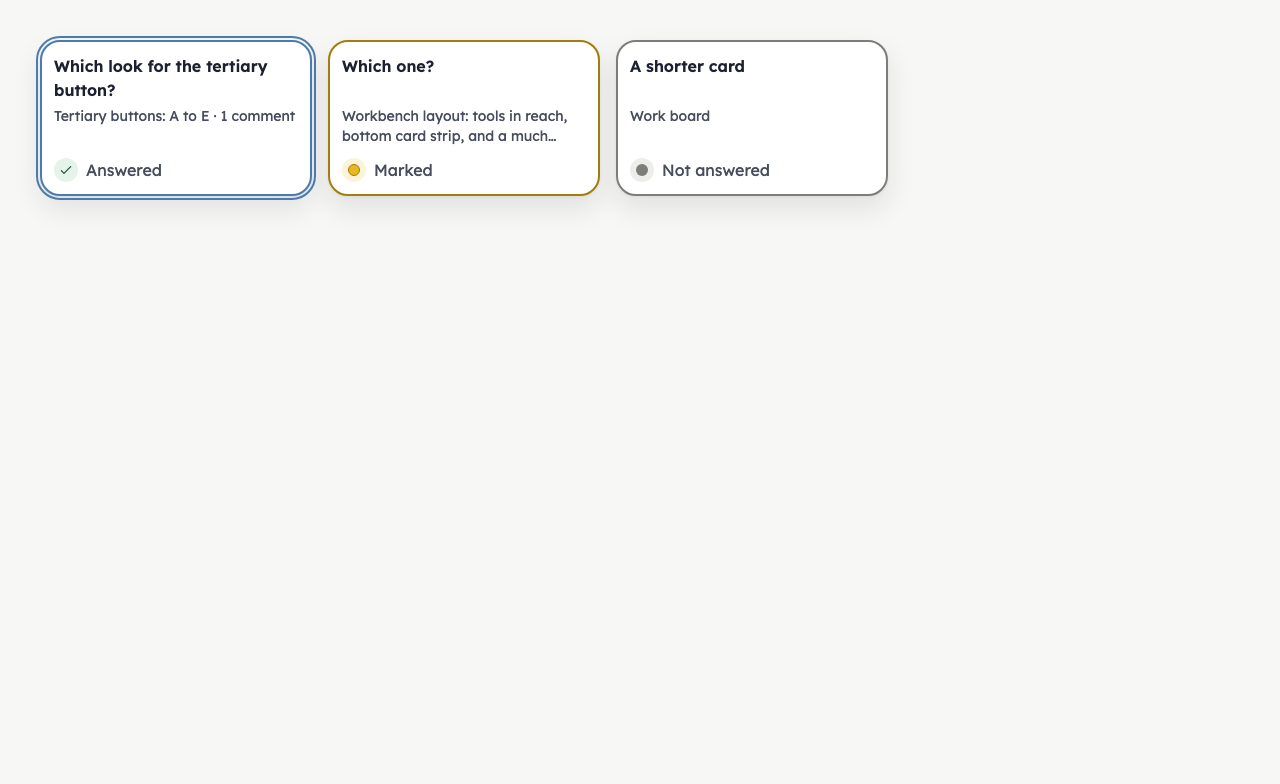 Which look for the tertiary
button?
Tertiary buttons: A to E · 1 comment
Answered
Which one?
Workbench layout: tools in reach,
bottom card strip, and a much…
Marked
A shorter card
Work board
Not answered